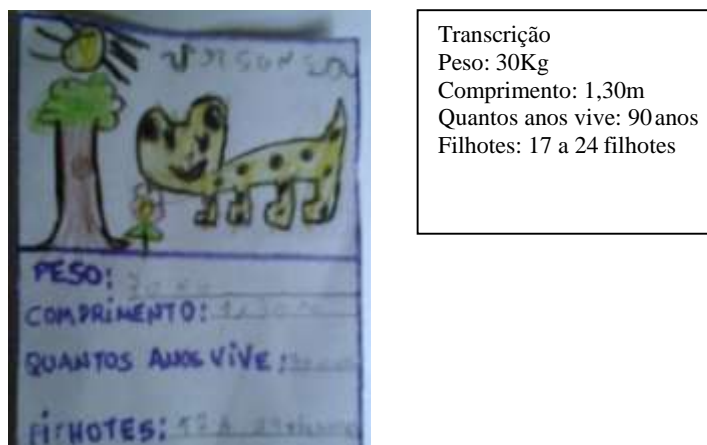 PESO:
COMPRIMENTO:
QUANTOS ANOS VIVE:
FILHOTES:
Transcrição
Peso: 30Kg
Comprimento: 1,30m
Quantos anos vive: 90 anos
Filhotes: 17 a 24 filhotes